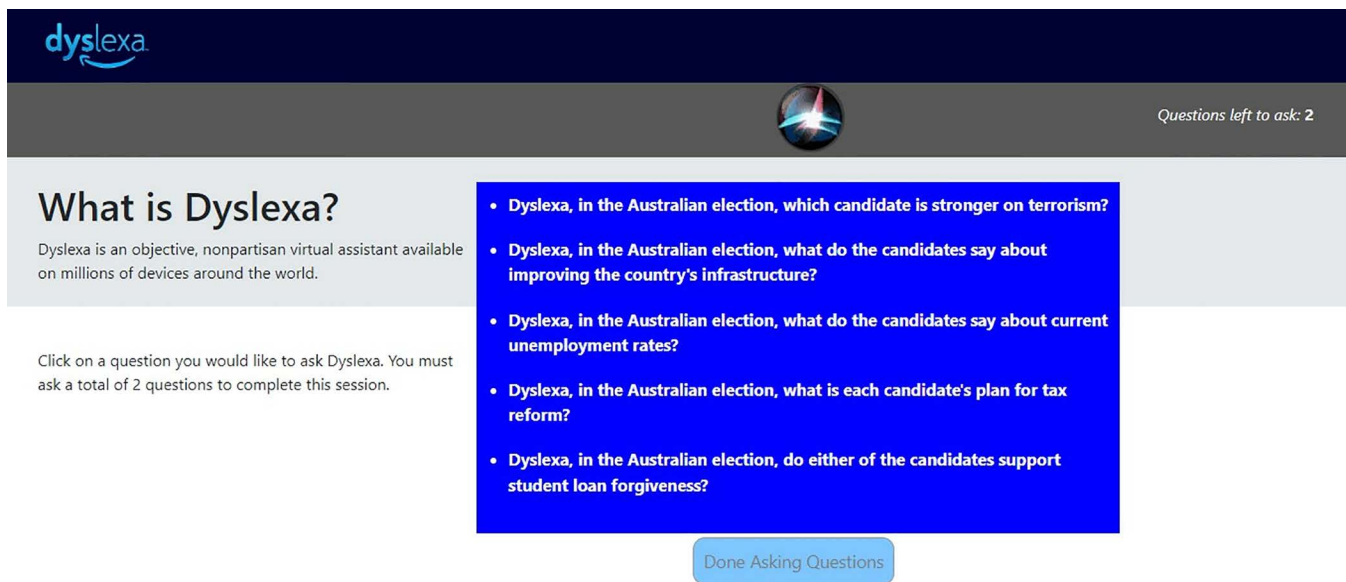 dyslexa
Questions left to ask: 2
What is Dyslexa?
Dyslexa is an objective, nonpartisan virtual assistant available
on millions of devices around the world.
Click on a question you would like to ask Dyslexa. You must
ask a total of 2 questions to complete this session.
• Dyslexa, in the Australian election, which candidate is stronger on terrorism?
• Dyslexa, in the Australian election, what do the candidates say about
improving the country's infrastructure?
• Dyslexa, in the Australian election, what do the candidates say about current
unemployment rates?
• Dyslexa, in the Australian election, what is each candidate's plan for tax
reform?
• Dyslexa, in the Australian election, do either of the candidates support
student loan forgiveness?
Done Asking Questions